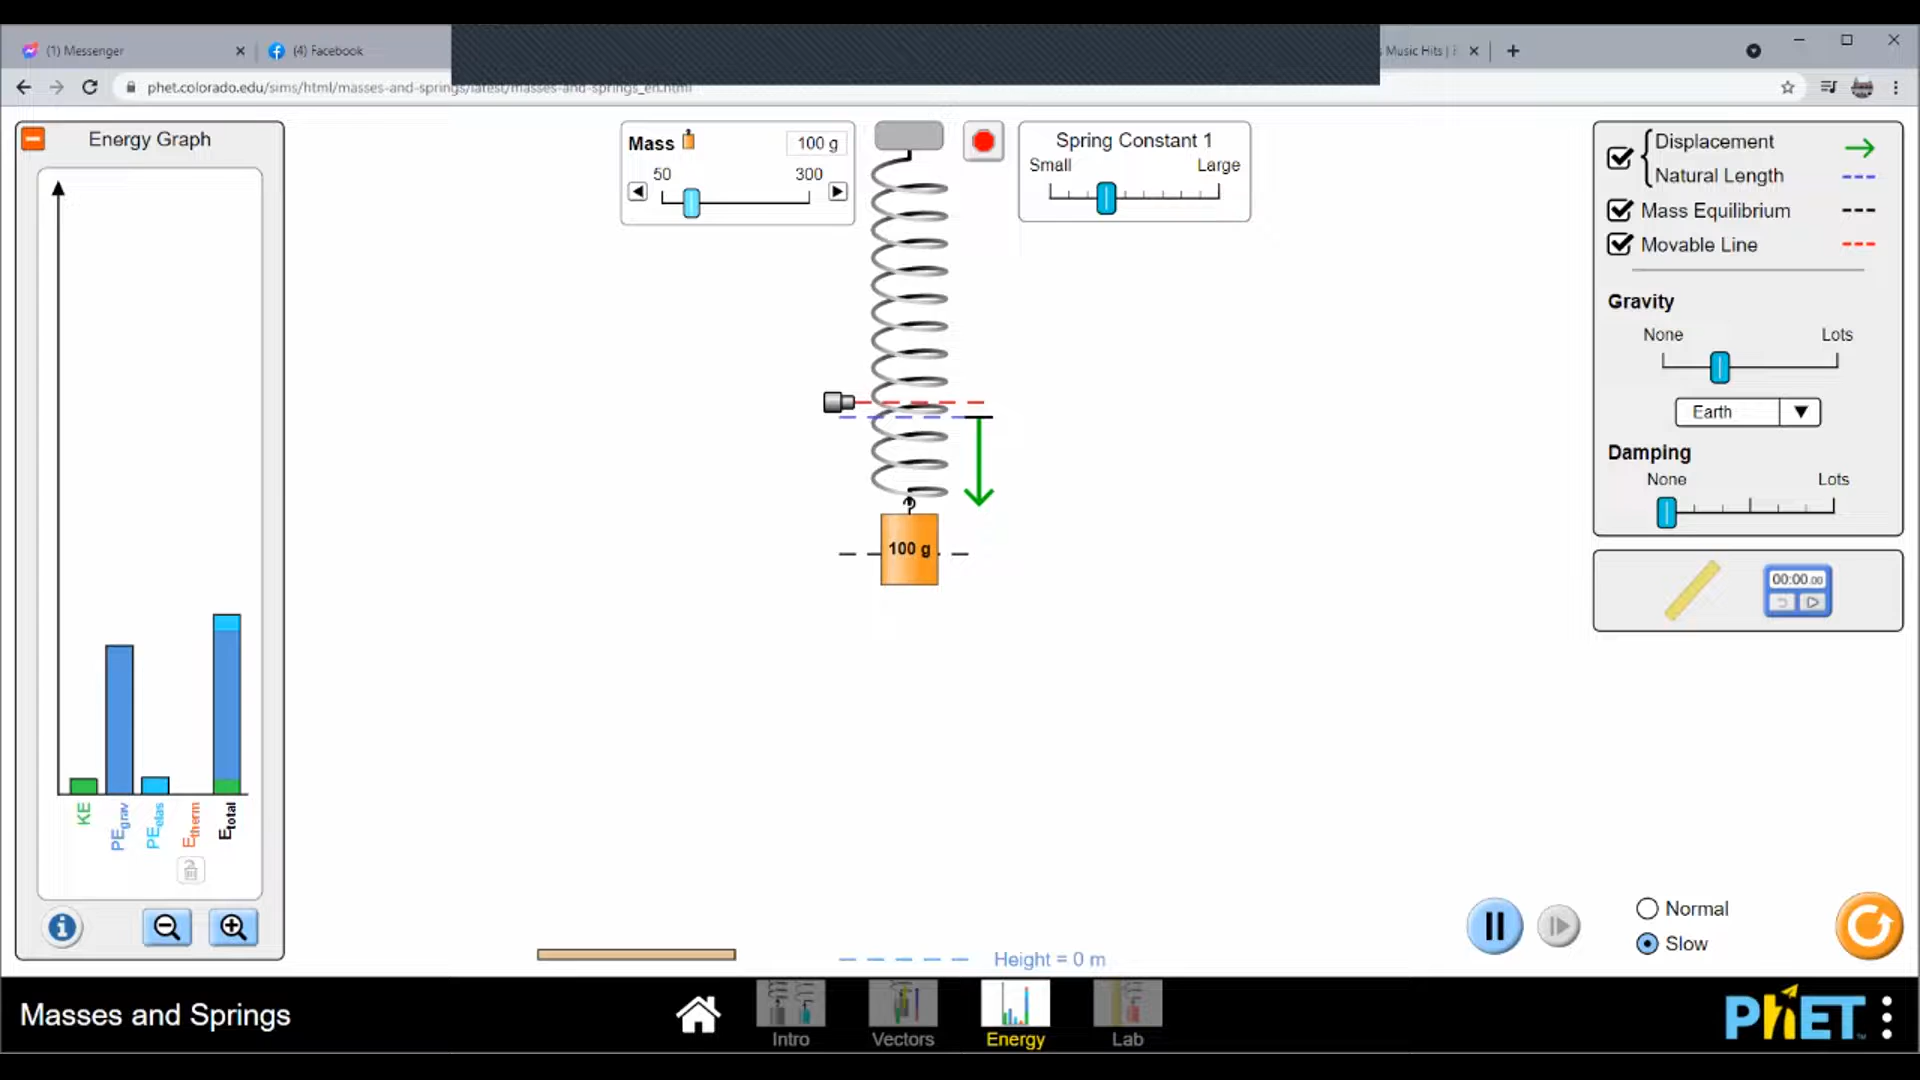 (1) Messenger
(4) Facebook
Music Hits |
phet.colorado.edu/sims/html/masses-and-springs/latest/masses-and-springs_en.html
Energy Graph
KE
PEgrav
PEelas
Etherm
Etotal
Mass
100 g
50
300
Spring Constant 1
Small
Large
100 g
Height = 0 m
Displacement
Natural Length
Mass Equilibrium
Movable Line
Gravity
None
Lots
Earth
Damping
None
Lots
00:00.00
Normal
Slow
Masses and Springs
Intro
Vectors
Energy
Lab
PhET